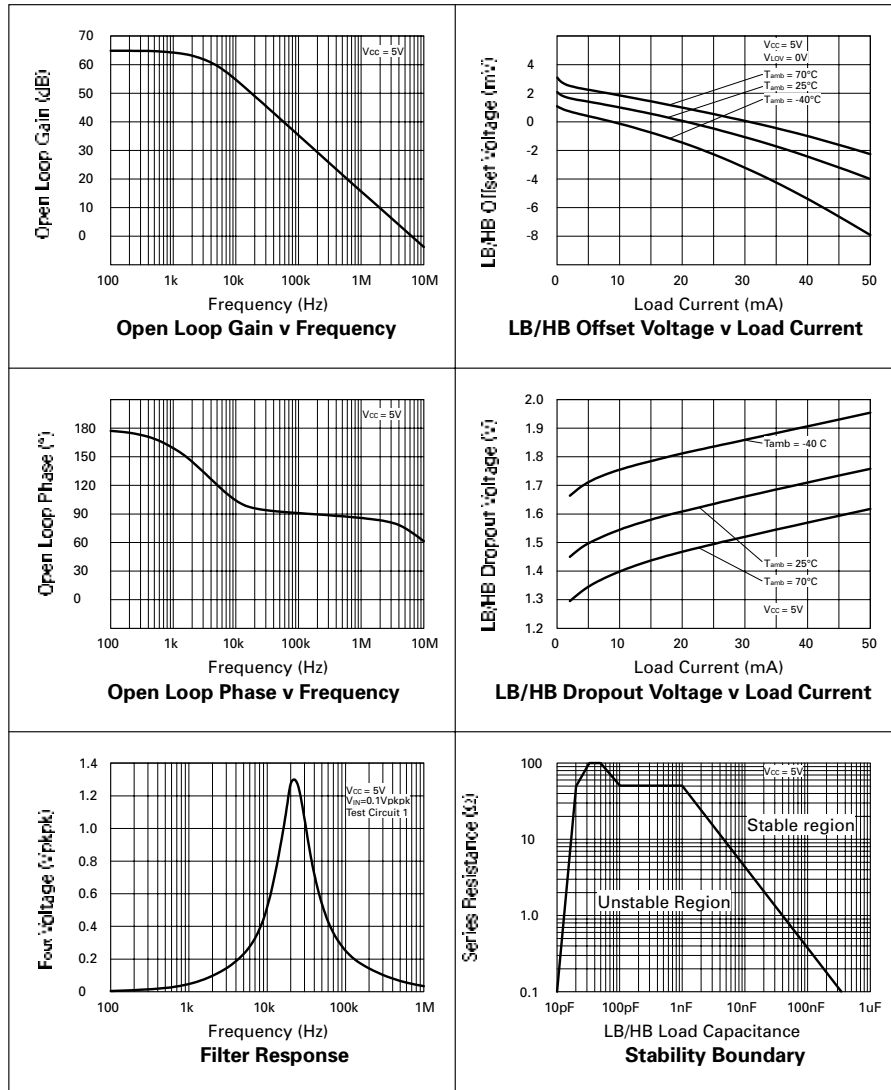 70
60
50
40
30
20
10
0
Open Loop Gain (dB)
Vcc = 5V
100 1k 10k 100k 1M 10M
Frequency (Hz)
Open Loop Gain v Frequency
4
2
0
-2
-4
-6
-8
LB/HB Offset Voltage (mV)
Vcc = 5V
VLOV = 0V
Tamb = 70°C
Tamb = 25°C
Tamb = -40°C
0 10 20 30 40 50
Load Current (mA)
LB/HB Offset Voltage v Load Current
180
150
120
90
60
30
0
Open Loop Phase (°)
Vcc = 5V
100 1k 10k 100k 1M 10M
Frequency (Hz)
Open Loop Phase v Frequency
2.0
1.9
1.8
1.7
1.6
1.5
1.4
1.3
1.2
LB/HB Dropout Voltage (V)
Tamb = -40 C
Tamb = 25°C
Tamb = 70°C
Vcc = 5V
0 10 20 30 40 50
Load Current (mA)
LB/HB Dropout Voltage v Load Current
1.4
1.2
1.0
0.8
0.6
0.4
0.2
0
Fout Voltage (Vpkpk)
Vcc = 5V
VIN=0.1Vpkpk
Test Circuit 1
100 1k 10k 100k 1M
Frequency (Hz)
Filter Response
100
10
1.0
0.1
Series Resistance (Ω)
Vcc = 5V
Stable region
Unstable Region
10pF 100pF 1nF 10nF 100nF 1uF
LB/HB Load Capacitance
Stability Boundary